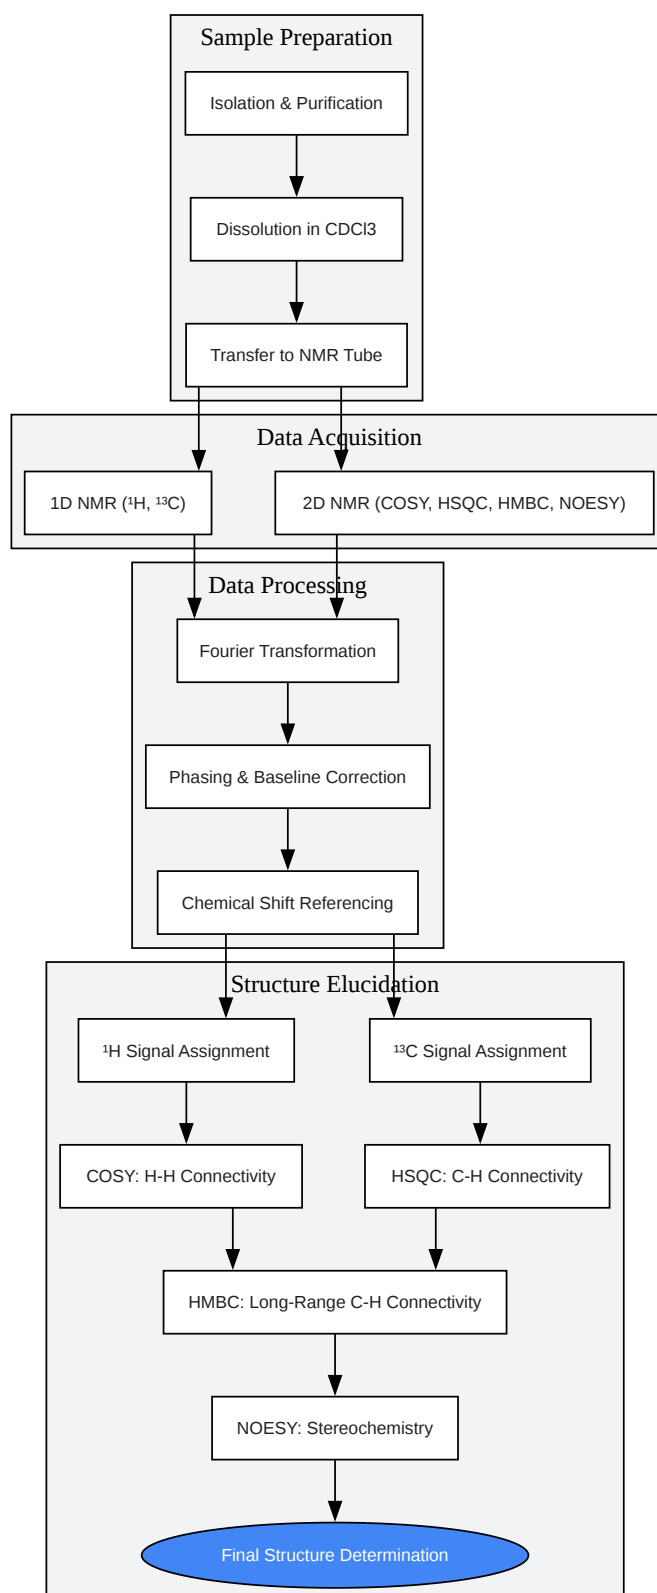 Sample Preparation
Isolation & Purification
Dissolution in CDCl3
Transfer to NMR Tube
Data Acquisition
1D NMR (¹H, ¹³C)
2D NMR (COSY, HSQC, HMBC, NOESY)
Data Processing
Fourier Transformation
Phasing & Baseline Correction
Chemical Shift Referencing
Structure Elucidation
¹H Signal Assignment
¹³C Signal Assignment
COSY: H-H Connectivity
HSQC: C-H Connectivity
HMBC: Long-Range C-H Connectivity
NOESY: Stereochemistry
Final Structure Determination